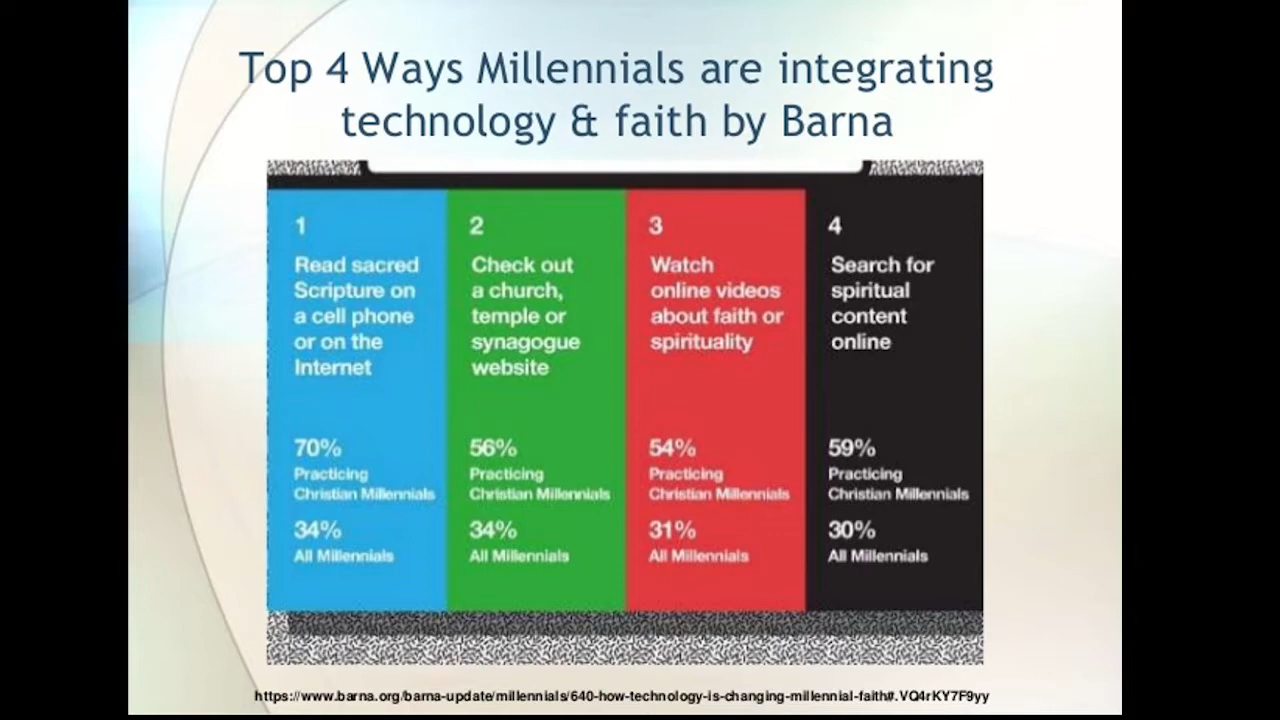 Top 4 Ways Millennials are integrating
technology & faith by Barna
1
Read sacred
Scripture on
a cell phone
or on the
Internet
70%
Practicing
Christian Millennials
34%
All Millennials
2
Check out
a church,
temple or
synagogue
website
56%
Practicing
Christian Millennials
34%
All Millennials
3
Watch
online videos
about faith or
spirituality
54%
Practicing
Christian Millennials
31%
All Millennials
4
Search for
spiritual
content
online
59%
Practicing
Christian Millennials
30%
All Millennials
https://www.barna.org/barna-update/millennials/640-how-technology-is-changing-millennial-faith#.VQ4rKY7F9yy